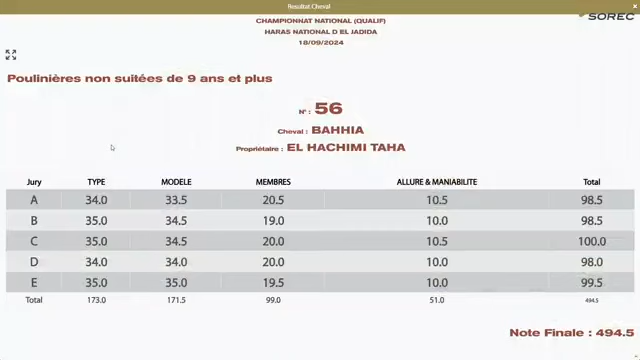 Resultat Cheval
CHAMPIONNAT NATIONAL (QUALIF)
SOREC
HARAS NATIONAL D EL JADIDA
18/09/2024
Poulinières non suitées de 9 ans et plus
N° : 56
Cheval : BAHHIA
Propriétaire : EL HACHIMI TAHA
Jury TYPE MODELE MEMBRES ALLURE & MANIABILITE Total
A 34.0 33.5 20.5 10.5 98.5
B 35.0 34.5 19.0 10.0 98.5
C 35.0 34.5 20.0 10.5 100.0
D 34.0 34.0 20.0 10.0 98.0
E 35.0 35.0 19.5 10.0 99.5
Total 173.0 171.5 99.0 51.0 494.5
Note Finale : 494.5